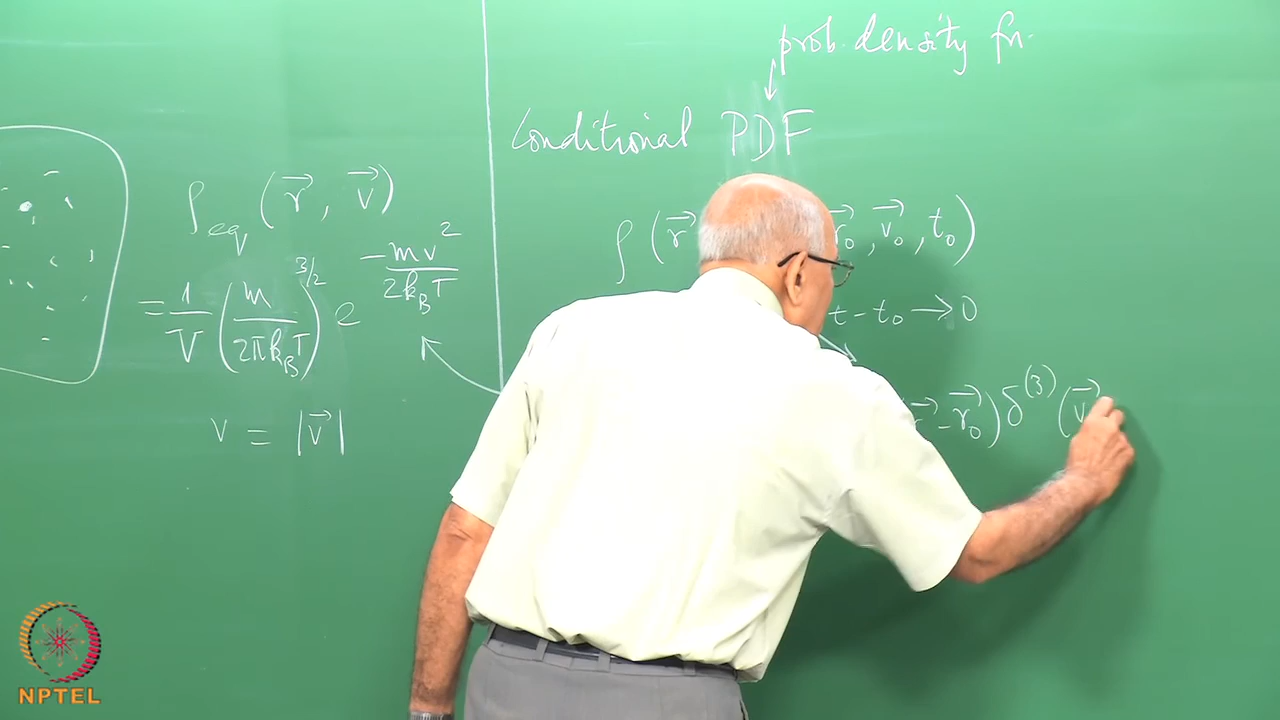 ρ_eq (r⃗, v⃗)
= 1/V (m/2πk_BT)^3/2 e^-mv²/2k_BT
v ≡ |v⃗|
prob. density fn.
Conditional PDF
ρ(r⃗ r⃗₀, v⃗₀, t₀)
t - t₀ → 0
r⃗ - r⃗₀) δ^(3) (v⃗
NPTEL